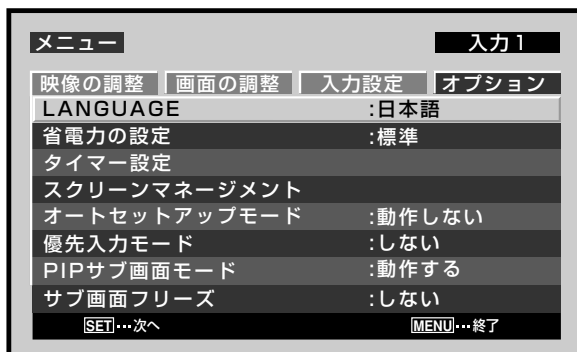 メニュー 入力1
映像の調整 画面の調整 入力設定 オプション
LANGUAGE :日本語
省電力の設定 :標準
タイマー設定
スクリーンマネージメント
オートセットアップモード :動作しない
優先入力モード :しない
PIPサブ画面モード :動作する
サブ画面フリーズ :しない
SET…次へ MENU…終了